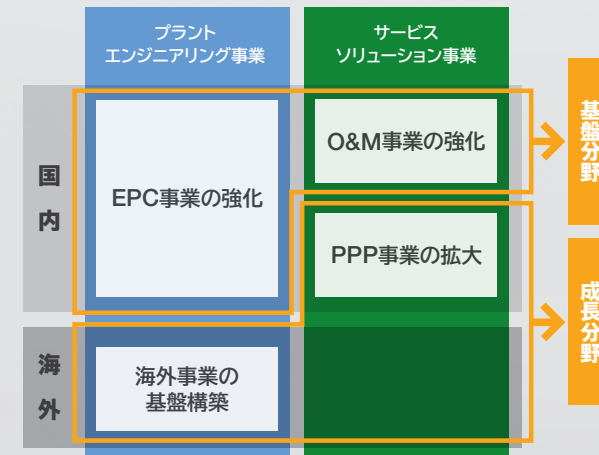 プラント
エンジニアリング事業
サービス
ソリューション事業
国内
EPC事業の強化
O&M事業の強化
PPP事業の拡大
基盤分野
成長分野
海外
海外事業の
基盤構築